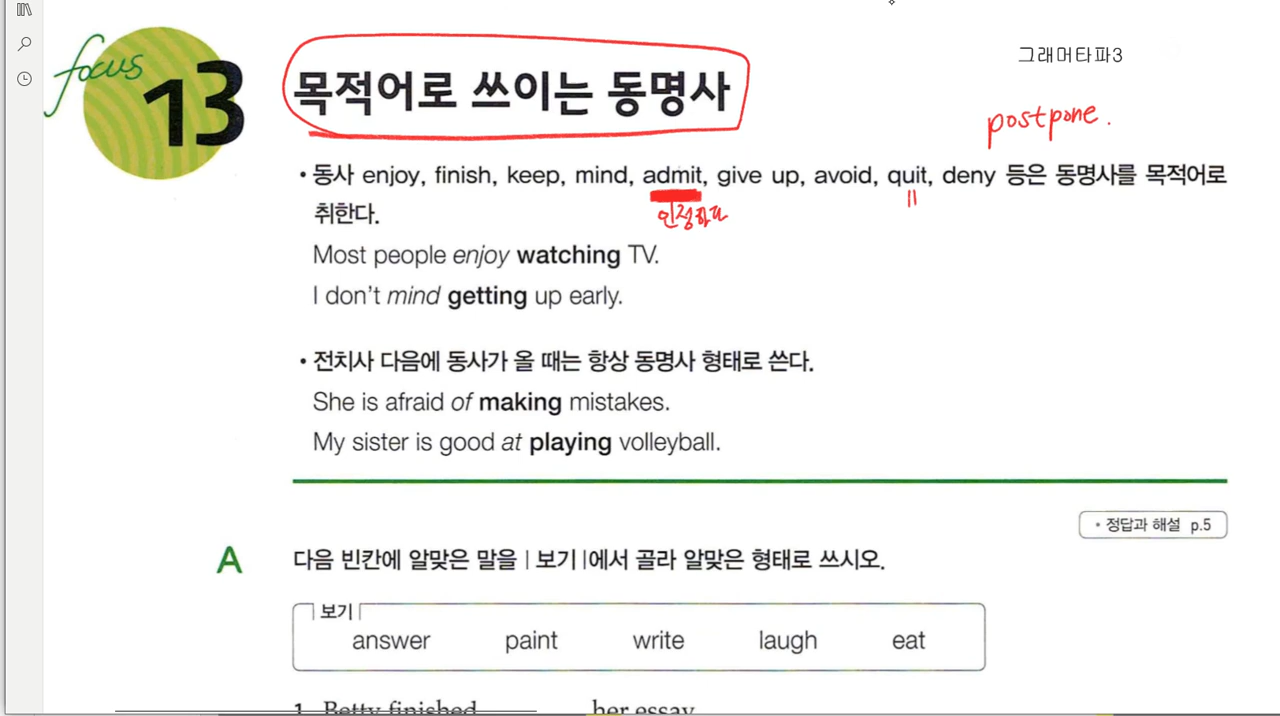 그래머타파3
focus
13
목적어로 쓰이는 동명사
postpone.
• 동사 enjoy, finish, keep, mind, admit, give up, avoid, quit, deny 등은 동명사를 목적어로
인정하다
취한다.
Most people enjoy watching TV.
I don't mind getting up early.
• 전치사 다음에 동사가 올 때는 항상 동명사 형태로 쓴다.
She is afraid of making mistakes.
My sister is good at playing volleyball.
• 정답과 해설 p.5
A 다음 빈칸에 알맞은 말을 |보기|에서 골라 알맞은 형태로 쓰시오.
|보기|
answer paint write laugh eat
1 Betty finished ______ her essay